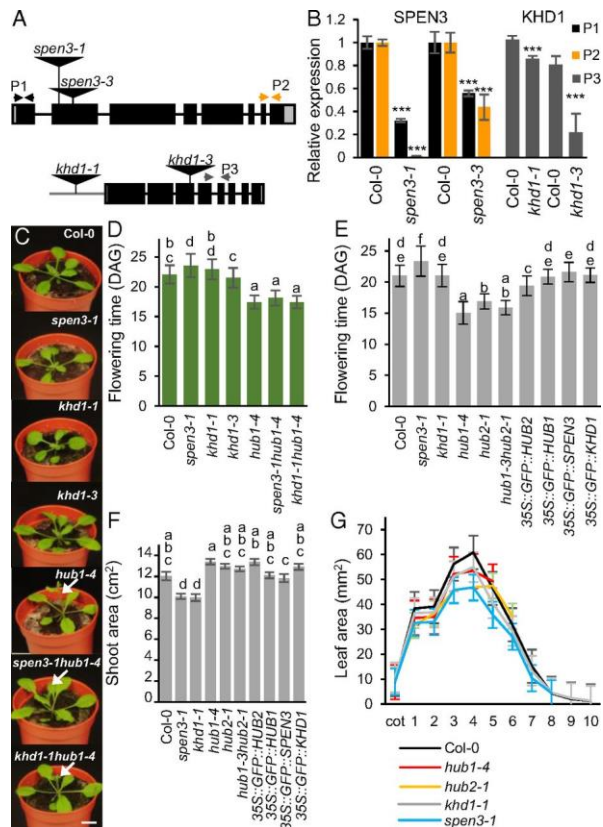 A
spen3-1
spen3-3
P1
P2
khd1-1
khd1-3
P3
B
SPEN3
KHD1
P1
P2
P3
Relative expression
1.2
1
0.8
0.6
0.4
0.2
0
***
***
***
***
***
***
Col-0
spen3-1
Col-0
spen3-3
Col-0
khd1-1
Col-0
khd1-3
C
Col-0
spen3-1
khd1-1
khd1-3
hub1-4
spen3-1hub1-4
khd1-1hub1-4
D
Flowering time (DAG)
30
25
20
15
10
5
0
b c
d
b d
c
a
a
a
Col-0
spen3-1
khd1-1
khd1-3
hub1-4
spen3-1hub1-4
khd1-1hub1-4
E
Flowering time (DAG)
30
25
20
15
10
5
0
d e
f
d e
a
b
a b
c
d e
d e
d e
Col-0
spen3-1
khd1-1
hub1-4
hub2-1
hub1-3hub2-1
35S::GFP::HUB2
35S::GFP::HUB1
35S::GFP::SPEN3
35S::GFP::KHD1
F
Shoot area (cm²)
16
14
12
10
8
6
4
2
0
a b c
d
d
a
a b c
a b c
a b
a b c
c
a b c
Col-0
spen3-1
khd1-1
hub1-4
hub2-1
hub1-3hub2-1
35S::GFP::HUB2
35S::GFP::HUB1
35S::GFP::SPEN3
35S::GFP::KHD1
G
Leaf area (mm²)
70
60
50
40
30
20
10
0
cot 1 2 3 4 5 6 7 8 9 10
Col-0
hub1-4
hub2-1
khd1-1
spen3-1